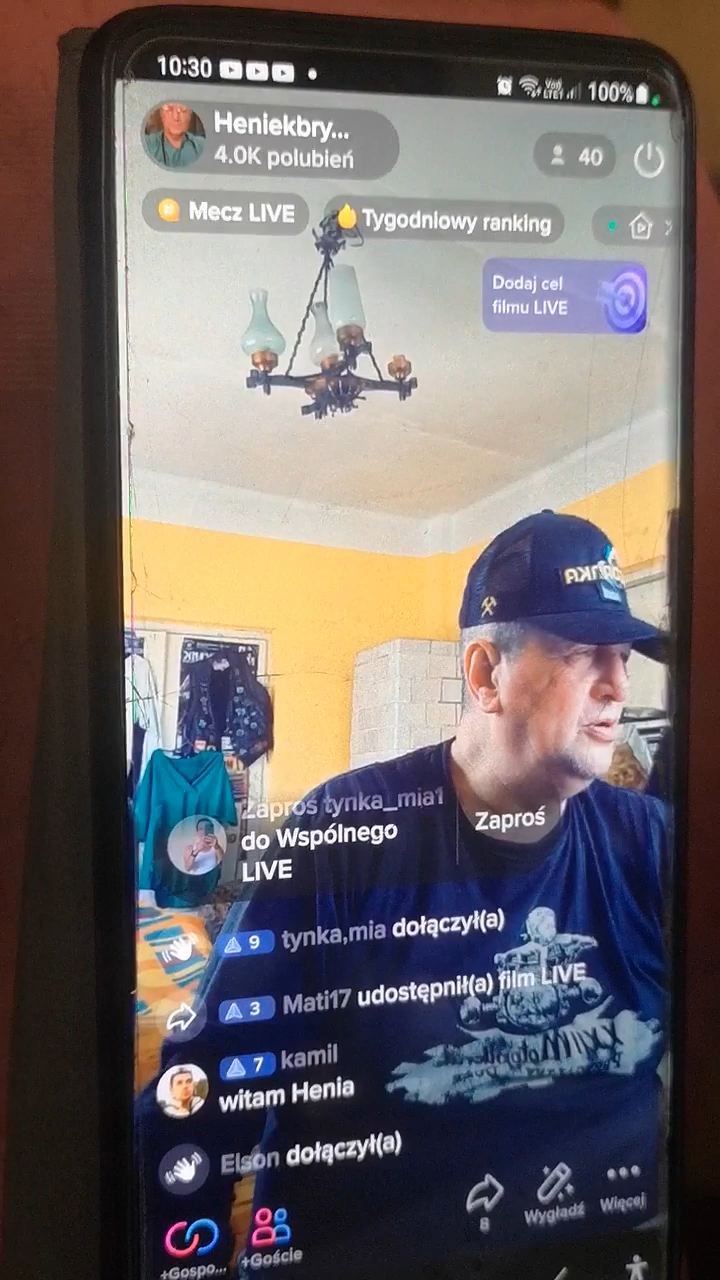 10:30
100%
Heniekbry...
4.0K polubień
40
Mecz LIVE
Tygodniowy ranking
Dodaj cel
filmu LIVE
Zaproś tynka_mia1
do Wspólnego
LIVE
Zaproś
9 tynka,mia dołączył(a)
3 Mati17 udostępnił(a) film LIVE
7 kamil
witam Henia
Elson dołączył(a)
8
Wygładź
Więcej
+Gospo...
+Goście